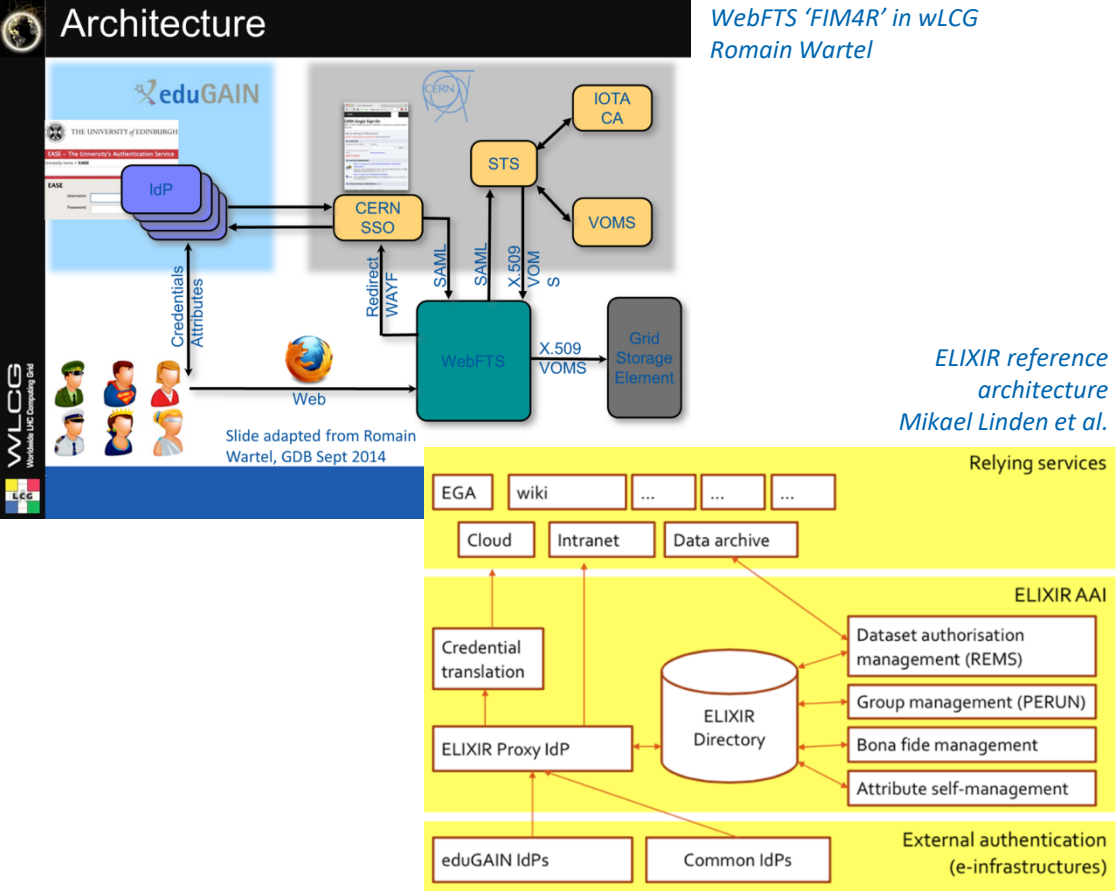 Architecture
WebFTS ‘FIM4R’ in wLCG
Romain Wartel
eduGAIN
CERN
THE UNIVERSITY of EDINBURGH
EASE – The University's Authentication Service
EASE
Username:
Password:
IdP
CERN Single Sign-On
CERN
SSO
STS
IOTA
CA
VOMS
Credentials
Attributes
Redirect
WAYF
SAML
SAML
X.509
VOM
S
WebFTS
X.509
VOMS
Grid
Storage
Element
Web
Slide adapted from Romain
Wartel, GDB Sept 2014
WLCG
Worldwide LHC Computing Grid
LCG
ELIXIR reference
architecture
Mikael Linden et al.
Relying services
EGA
wiki
...
...
...
Cloud
Intranet
Data archive
ELIXIR AAI
Credential
translation
ELIXIR Proxy IdP
ELIXIR
Directory
Dataset authorisation
management (REMS)
Group management (PERUN)
Bona fide management
Attribute self-management
External authentication
(e-infrastructures)
eduGAIN IdPs
Common IdPs